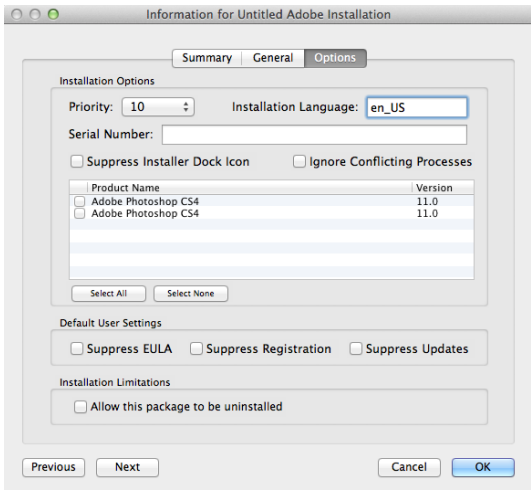 Information for Untitled Adobe Installation
Summary General Options
Installation Options
Priority: 10 Installation Language: en_US
Serial Number:
Suppress Installer Dock Icon Ignore Conflicting Processes
Product Name Version
Adobe Photoshop CS4 11.0
Adobe Photoshop CS4 11.0
Select All Select None
Default User Settings
Suppress EULA Suppress Registration Suppress Updates
Installation Limitations
Allow this package to be uninstalled
Previous Next Cancel OK